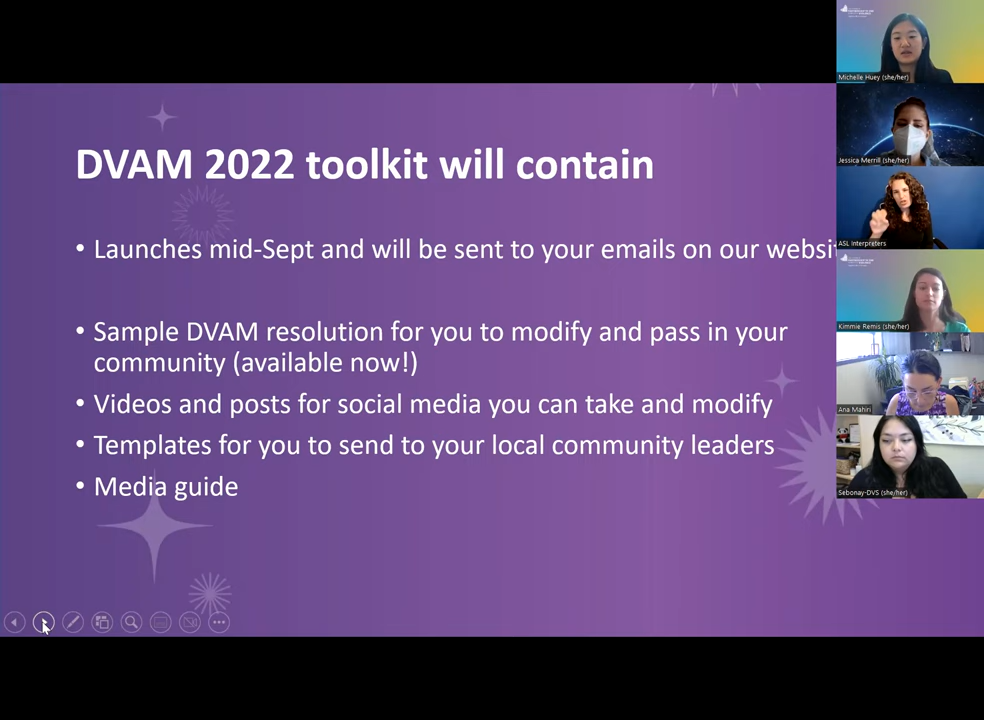 DVAM 2022 toolkit will contain
• Launches mid-Sept and will be sent to your emails on our
• Sample DVAM resolution for you to modify and pass in your
community (available now!)
• Videos and posts for social media you can take and modify
• Templates for you to send to your local community leaders
• Media guide
Michelle Huey (she/her)
Jessica Merrill (she/her)
ASL Interpreters
Kimmie Remis (she/her)
Ana Mahiri
Sebonay-DVS (she/her)